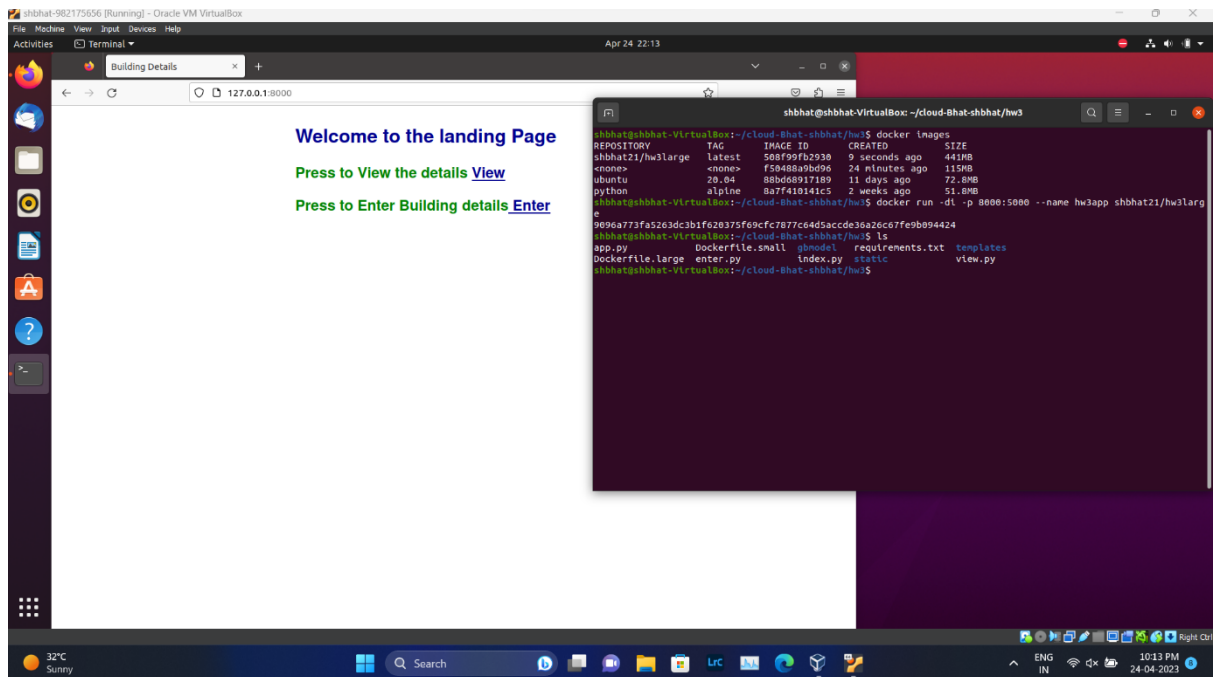 shbhat-982175656 [Running] - Oracle VM VirtualBox
File Machine View Input Devices Help
Activities Terminal Apr 24 22:13
Building Details
127.0.0.1:8000
Welcome to the landing Page
Press to View the details View
Press to Enter Building details Enter
shbhat@shbhat-VirtualBox: ~/cloud-Bhat-shbhat/hw3
shbhat@shbhat-VirtualBox:~/cloud-Bhat-shbhat/hw3$ docker images
REPOSITORY TAG IMAGE ID CREATED SIZE
shbhat21/hw3large latest 508f99fb2930 9 seconds ago 441MB
<none> <none> f50488a9bd96 24 minutes ago 115MB
ubuntu 20.04 88bd68917189 11 days ago 72.8MB
python alpine 8a7f410141c5 2 weeks ago 51.8MB
shbhat@shbhat-VirtualBox:~/cloud-Bhat-shbhat/hw3$ docker run -di -p 8000:5000 --name hw3app shbhat21/hw3larg
e
9096a773fa5263dc3b1f620375f69cfc7877c64d5accde36a26c67fe9b094424
shbhat@shbhat-VirtualBox:~/cloud-Bhat-shbhat/hw3$ ls
app.py Dockerfile.small gbmodel requirements.txt templates
Dockerfile.large enter.py index.py static view.py
shbhat@shbhat-VirtualBox:~/cloud-Bhat-shbhat/hw3$
Right Ctrl
32°C
Sunny
Search
LrC
ENG
IN
10:13 PM
24-04-2023